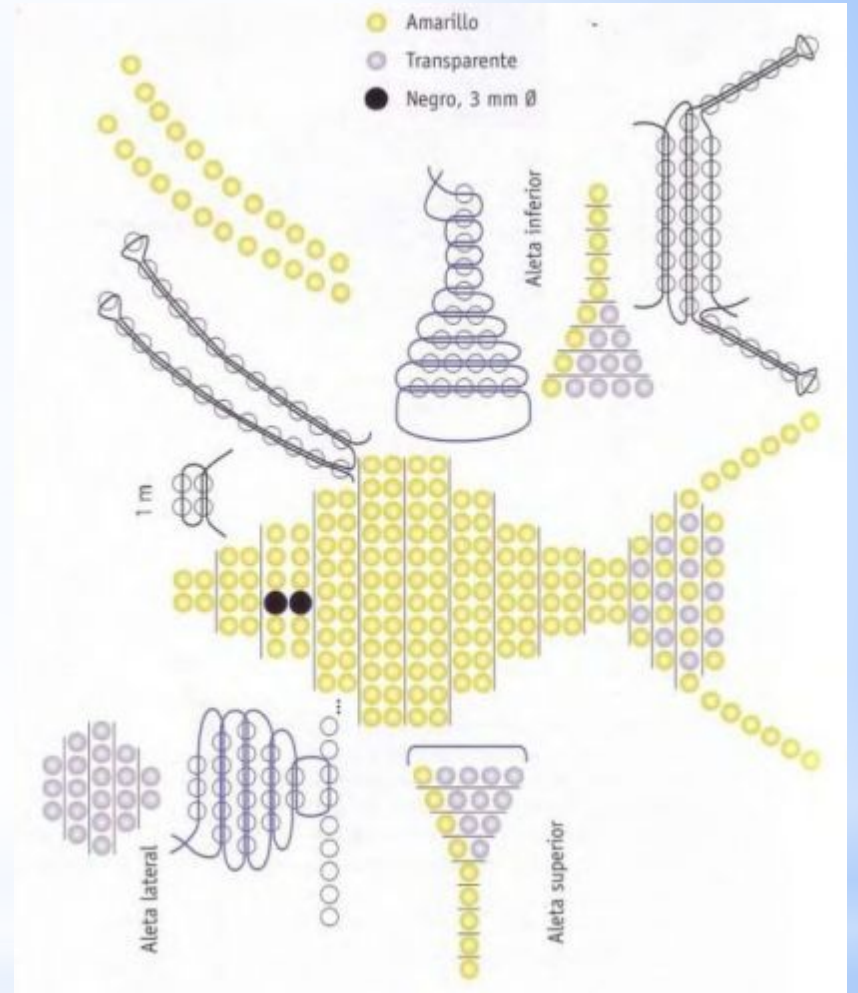 Amarillo
Transparente
Negro, 3 mm Ø
Aleta inferior
1 m
...
Aleta lateral
Aleta superior